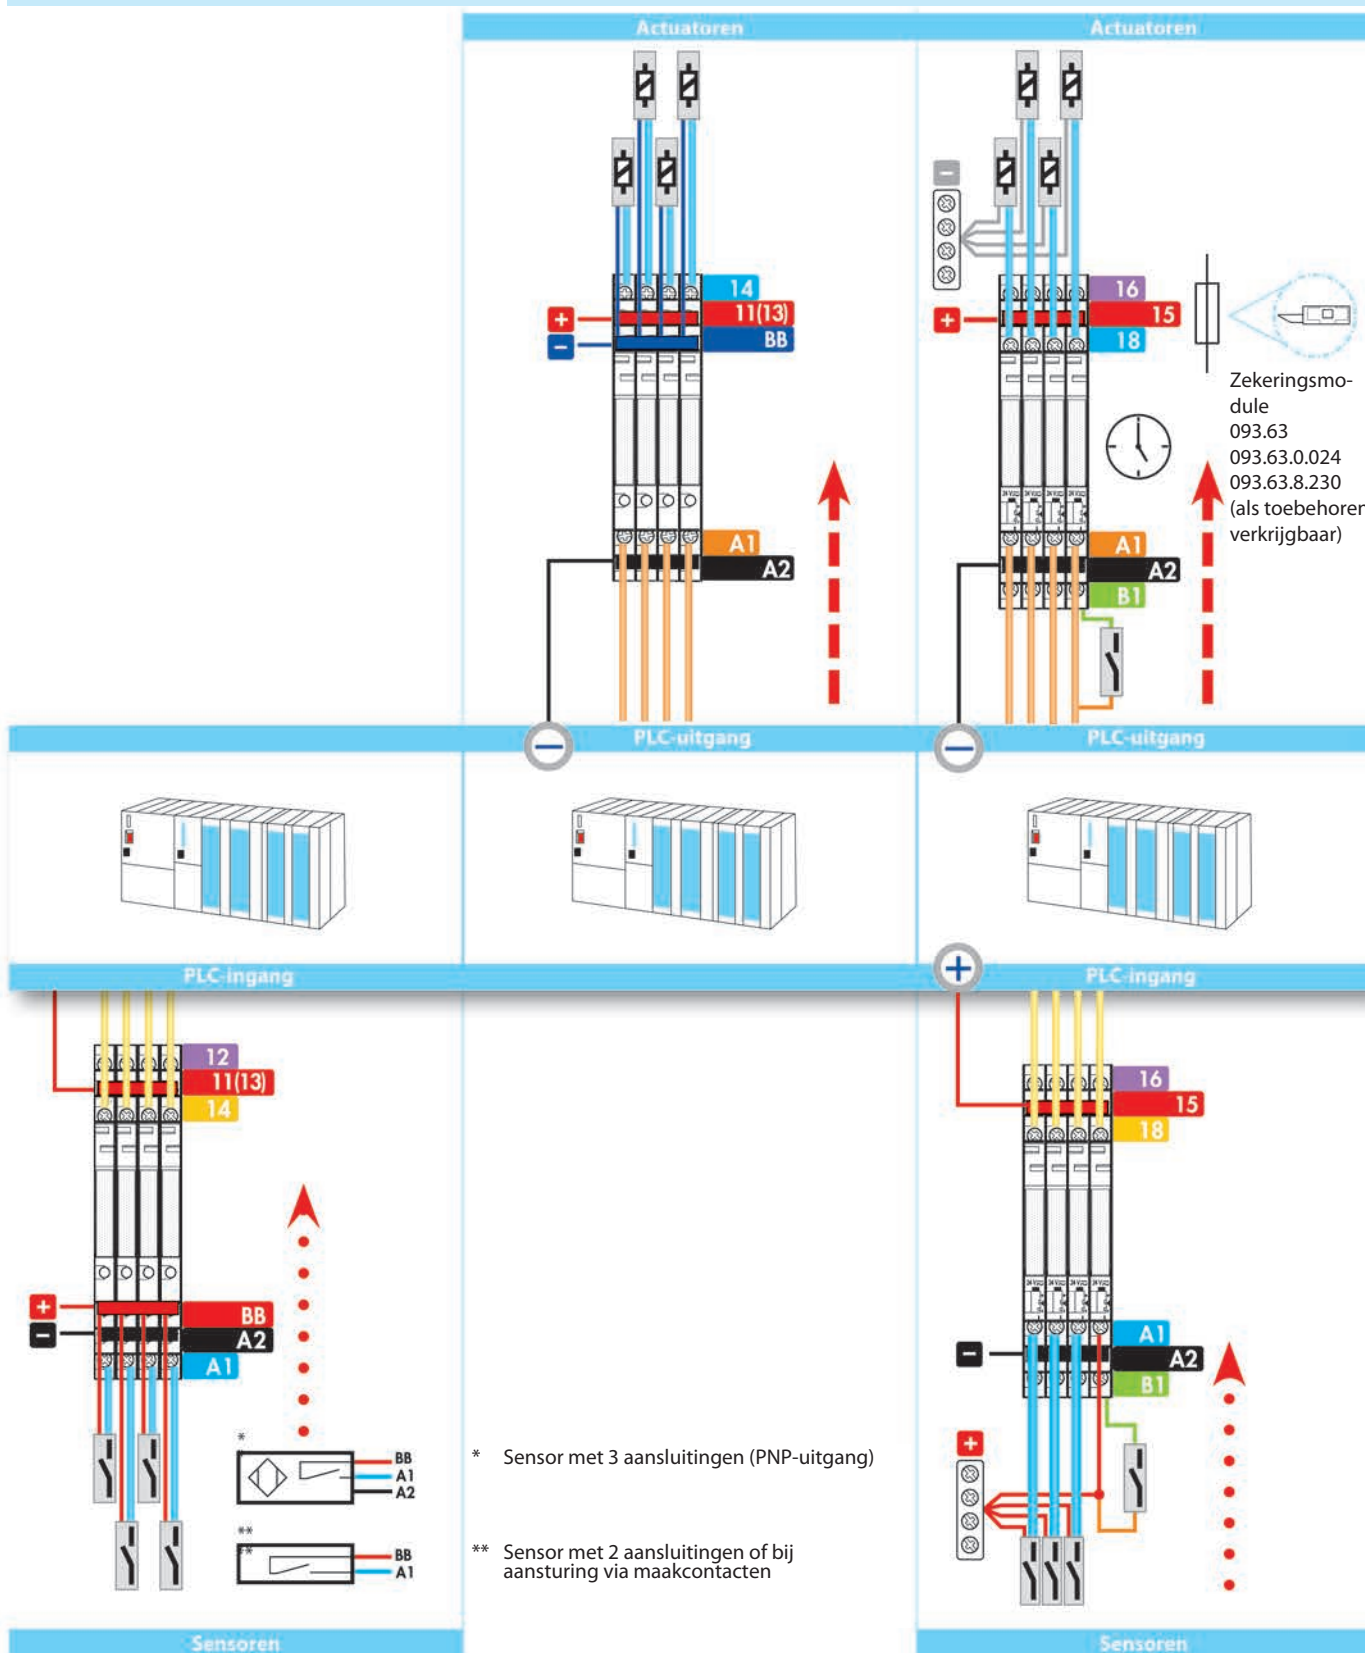 Actuatoren
Actuatoren
+
-
14
11(13)
BB
A1
A2
-
+
16
15
18
Zekeringsmo-
dule
093.63
093.63.0.024
093.63.8.230
(als toebehoren
verkrijgbaar)
A1
A2
B1
PLC-uitgang
PLC-uitgang
PLC-ingang
PLC-ingang
12
11(13)
14
+
-
BB
A2
A1
*
BB
A1
A2
**
**
BB
A1
* Sensor met 3 aansluitingen (PNP-uitgang)
** Sensor met 2 aansluitingen of bij
aansturing via maakcontacten
16
15
18
-
A1
A2
B1
+
Sensoren
Sensoren